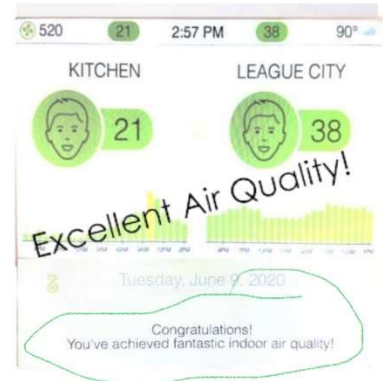 520 21 2:57 PM 38 90°
KITCHEN LEAGUE CITY
21 38
Excellent Air Quality!
Tuesday, June 9, 2020
Congratulations!
You've achieved fantastic indoor air quality!